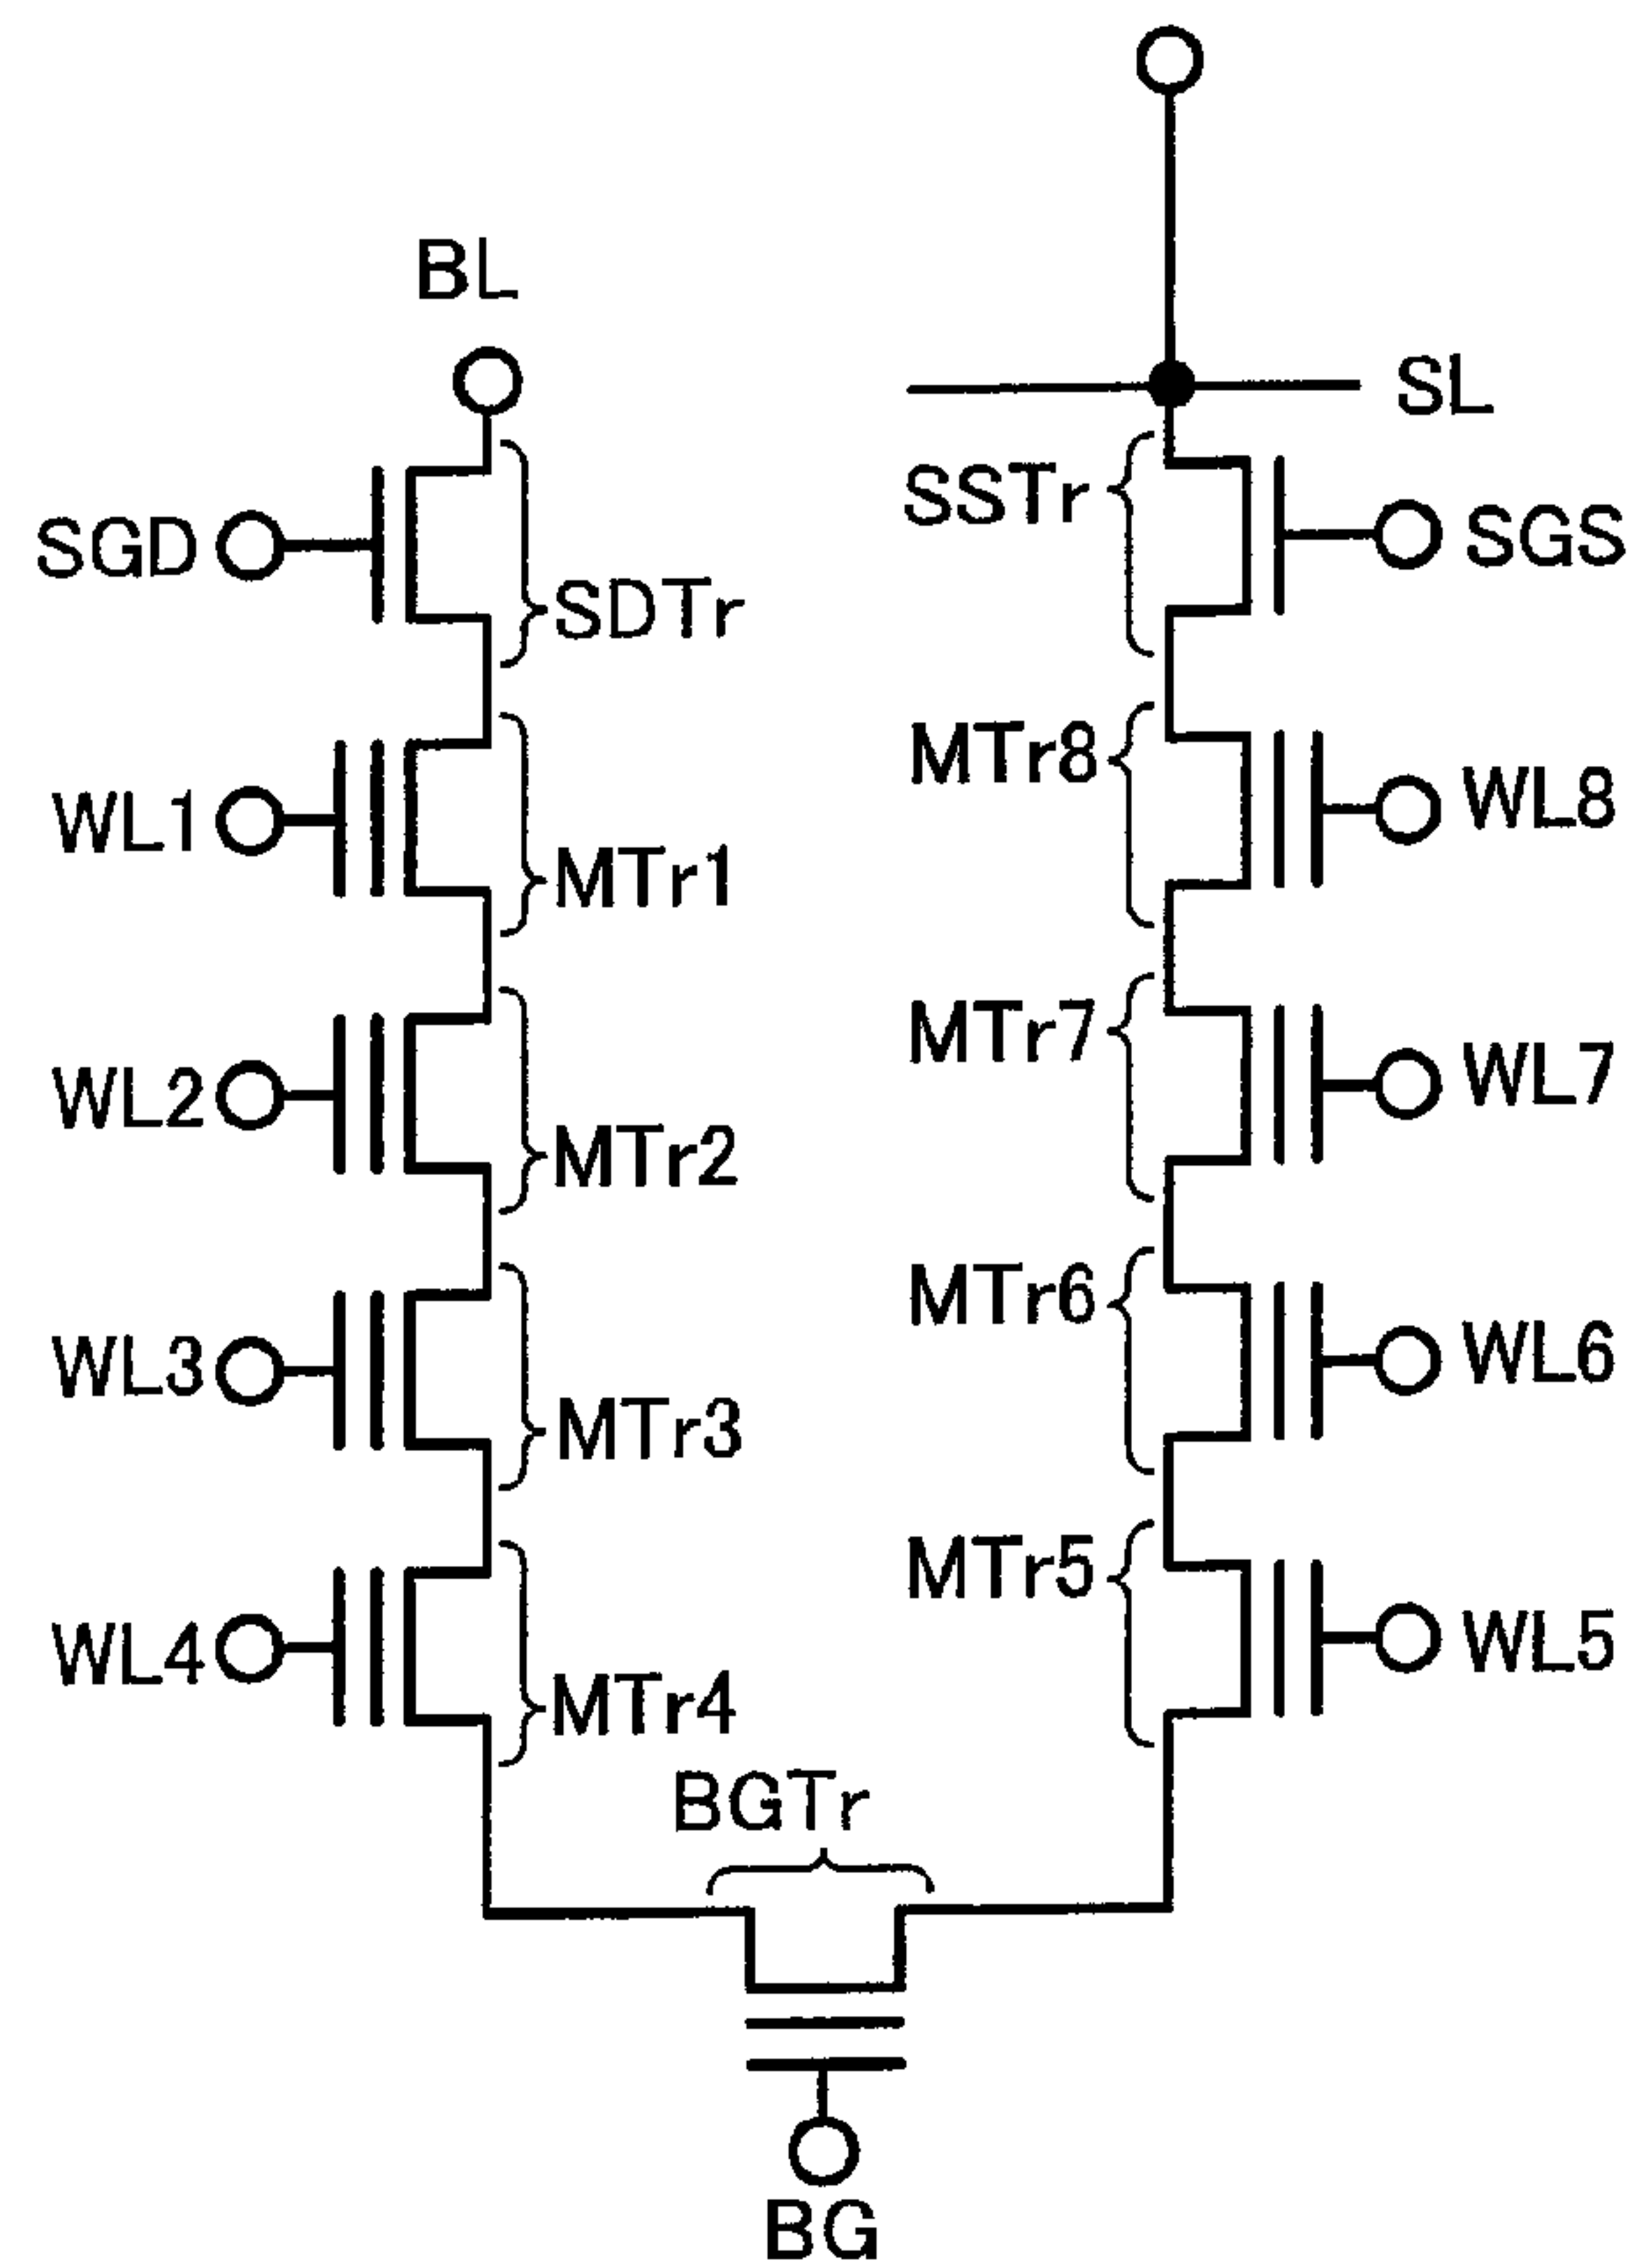 BL
SL
SGD
SDTr
SSTr
SGS
WL1
MTr1
MTr8
WL8
WL2
MTr2
MTr7
WL7
WL3
MTr3
MTr6
WL6
WL4
MTr4
MTr5
WL5
BGTr
BG